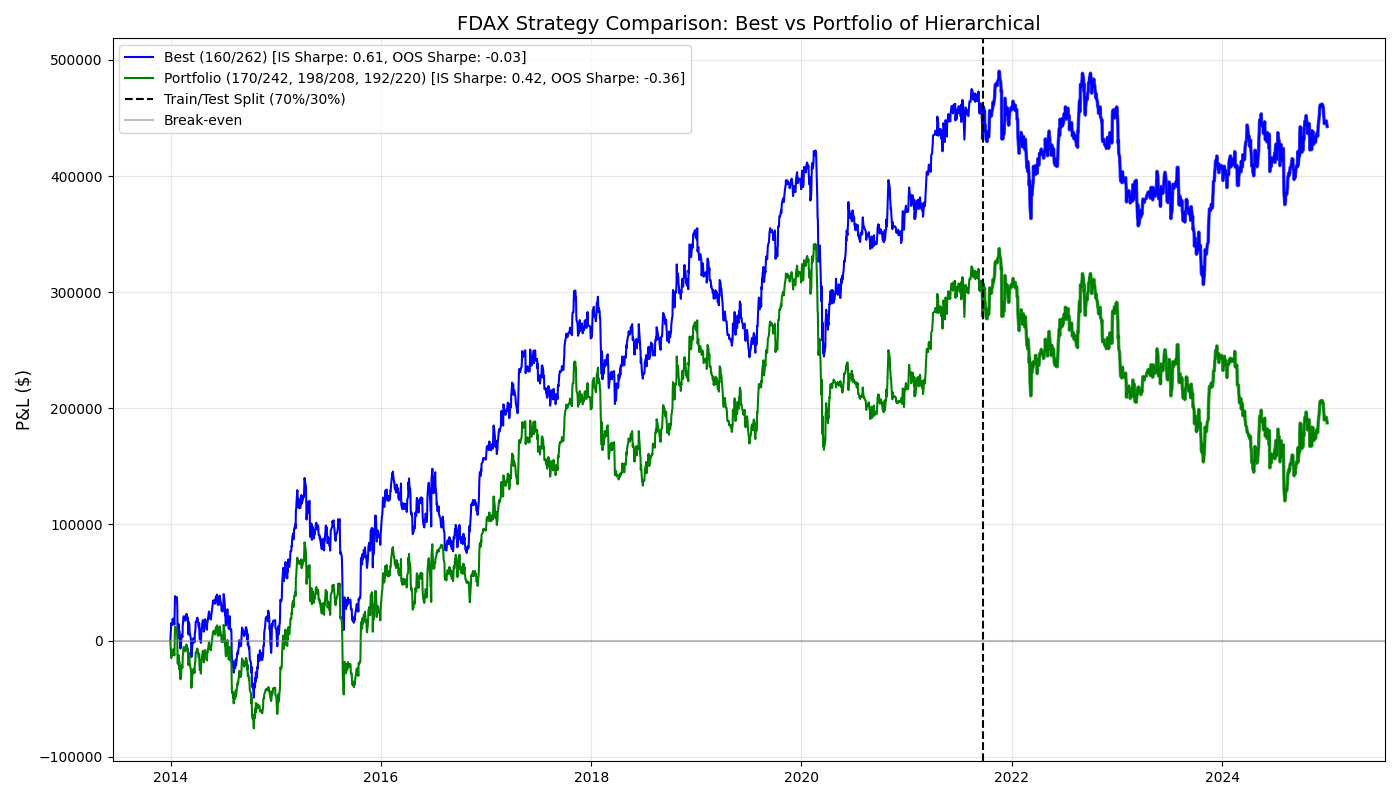 FDAX Strategy Comparison: Best vs Portfolio of Hierarchical
Best (160/262) [IS Sharpe: 0.61, OOS Sharpe: -0.03]
Portfolio (170/242, 198/208, 192/220) [IS Sharpe: 0.42, OOS Sharpe: -0.36]
Train/Test Split (70%/30%)
Break-even
P&L ($)
500000
400000
300000
200000
100000
0
−100000
2014 2016 2018 2020 2022 2024